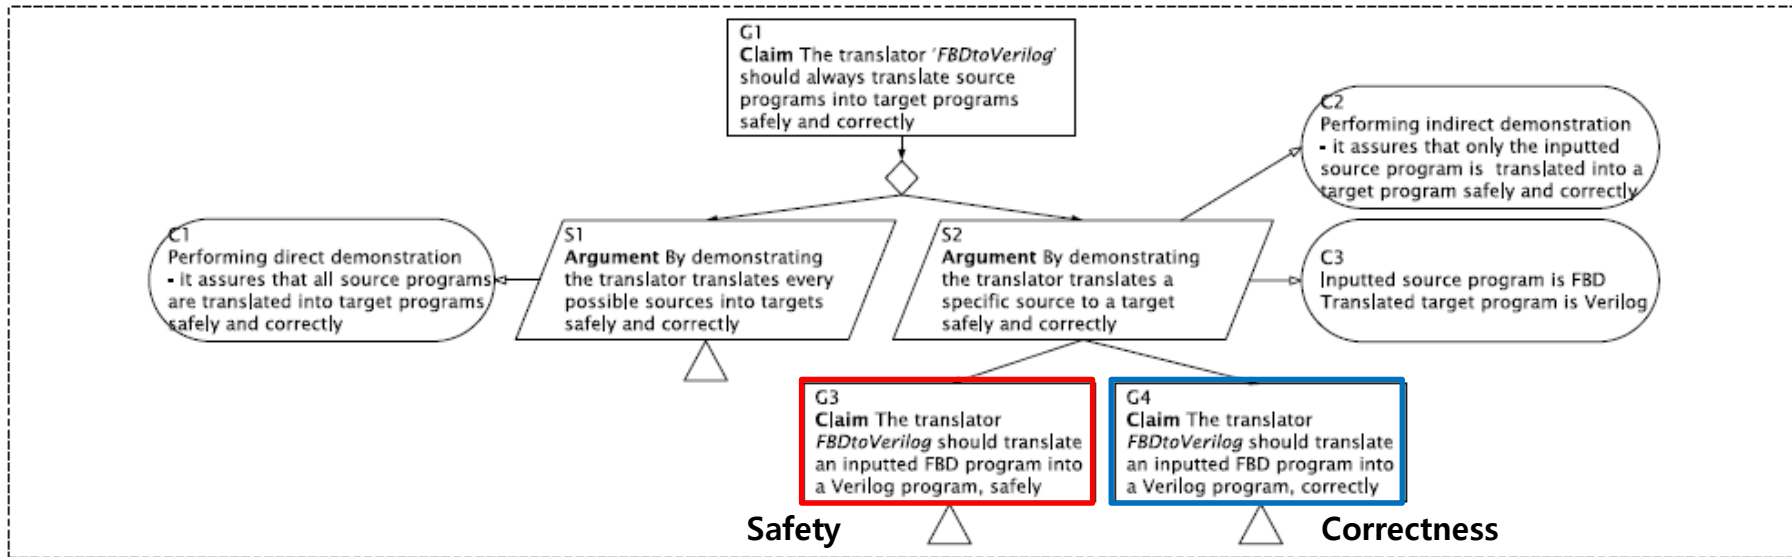 G1
Claim The translator 'FBDtoVerilog'
should always translate source
programs into target programs
safely and correctly
C2
Performing indirect demonstration
- it assures that only the inputted
source program is translated into a
target program safely and correctly
C1
Performing direct demonstration
- it assures that all source programs
are translated into target programs
safely and correctly
S1
Argument By demonstrating
the translator translates every
possible sources into targets
safely and correctly
S2
Argument By demonstrating
the translator translates a
specific source to a target
safely and correctly
C3
Inputted source program is FBD
Translated target program is Verilog
G3
Claim The translator
FBDtoVerilog should translate
an inputted FBD program into
a Verilog program, safely
G4
Claim The translator
FBDtoVerilog should translate
an inputted FBD program into
a Verilog program, correctly
Safety
Correctness